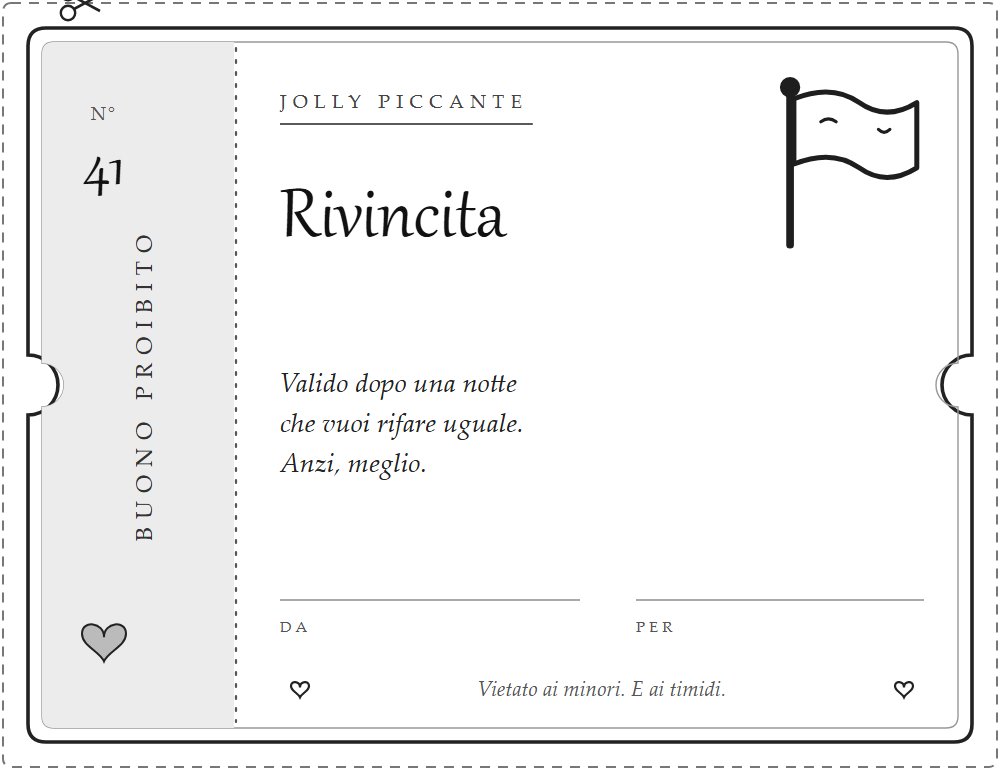 N°
41
BUONO PROIBITO
JOLLY PICCANTE
Rivincita
Valido dopo una notte
che vuoi rifare uguale.
Anzi, meglio.
DA
PER
Vietato ai minori. E ai timidi.